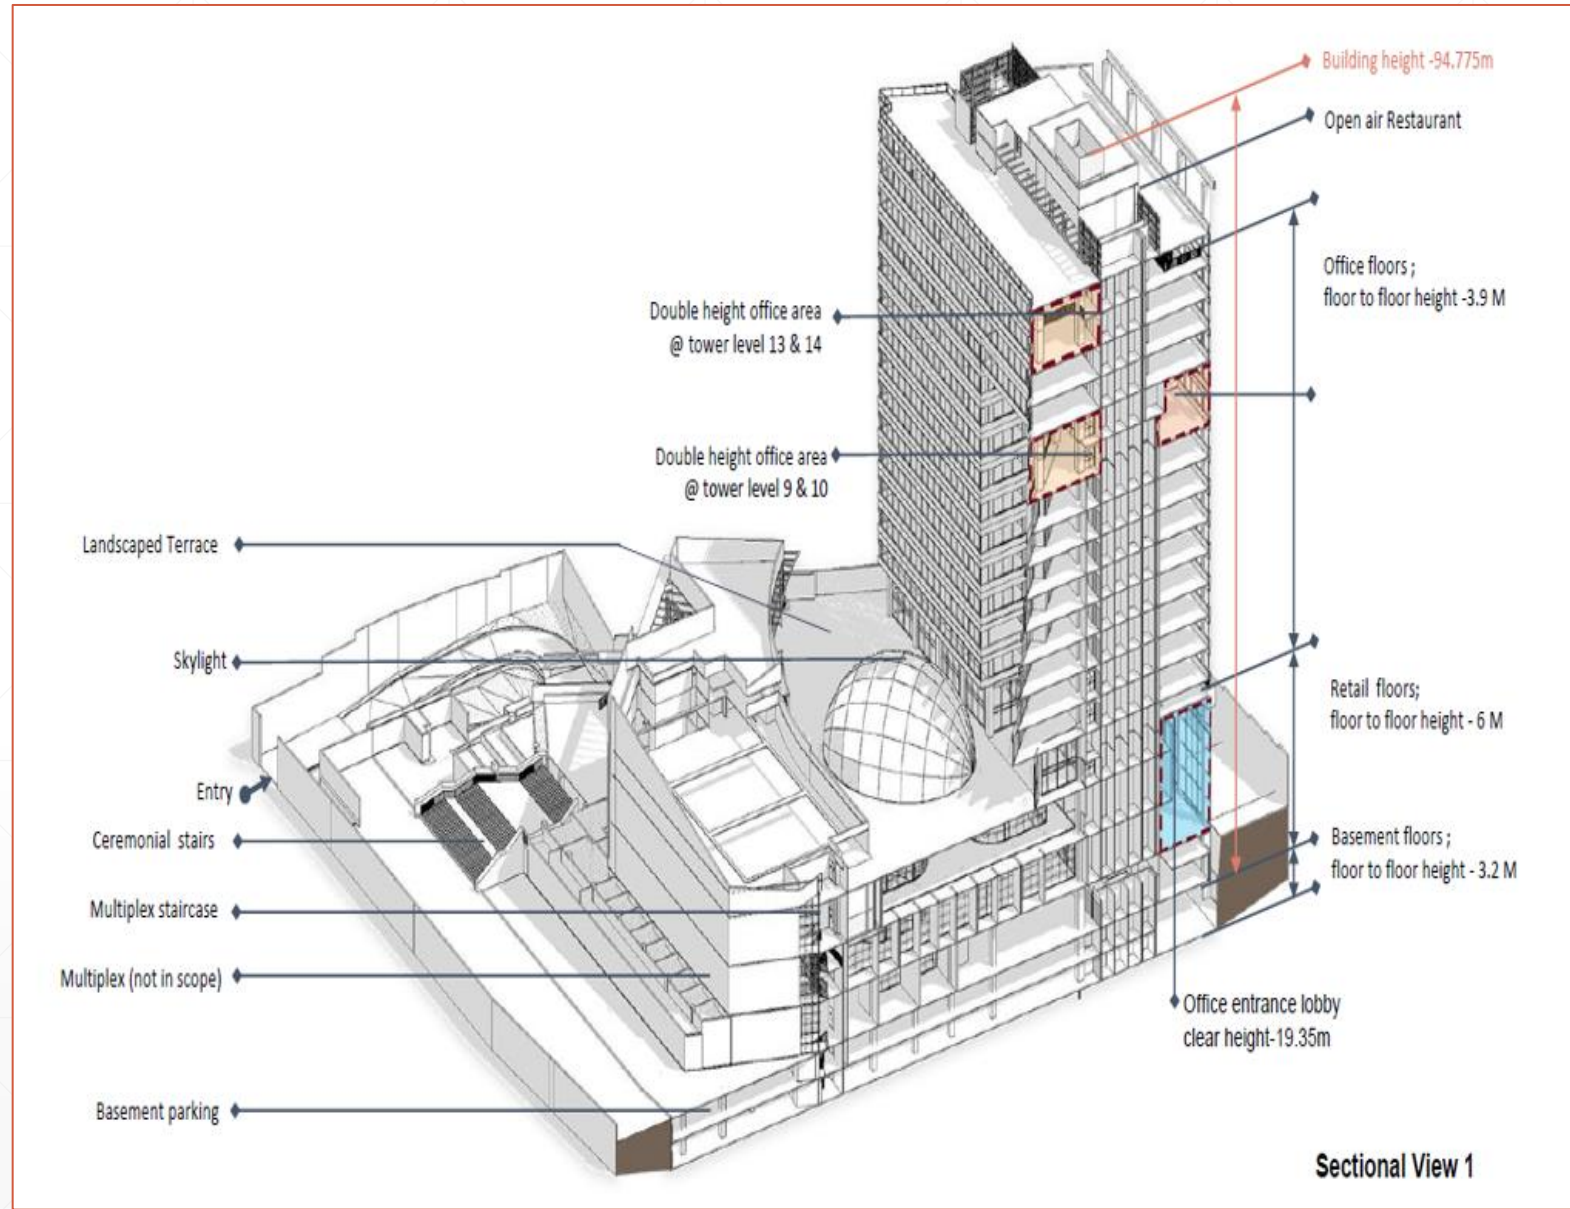 Building height -94.775m
Open air Restaurant
Office floors ;
floor to floor height -3.9 M
Double height office area
@ tower level 13 & 14
Double height office area
@ tower level 9 & 10
Landscaped Terrace
Skylight
Retail floors;
floor to floor height - 6 M
Entry
Ceremonial stairs
Basement floors ;
floor to floor height - 3.2 M
Multiplex staircase
Multiplex (not in scope)
Office entrance lobby
clear height-19.35m
Basement parking
Sectional View 1